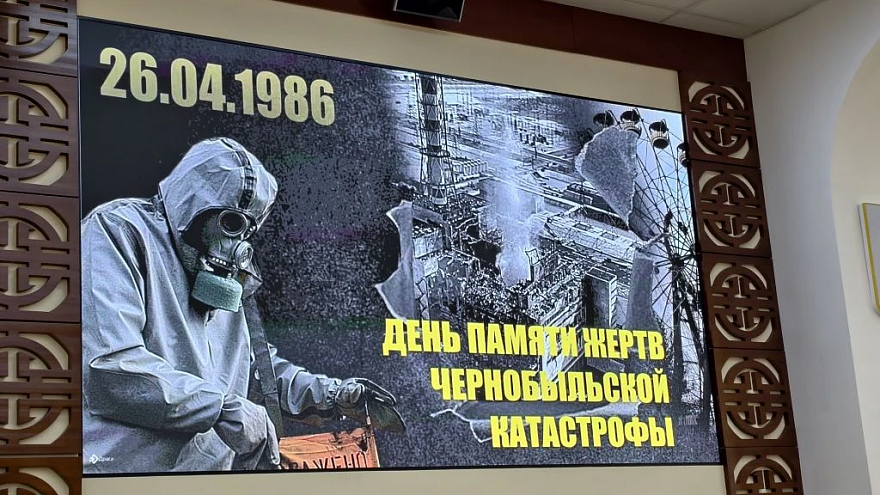 26.04.1986
ДЕНЬ ПАМЯТИ ЖЕРТВ
ЧЕРНОБЫЛЬСКОЙ
КАТАСТРОФЫ